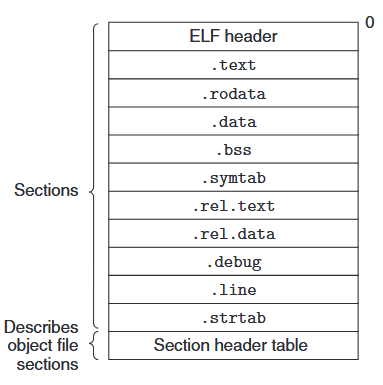 ELF header
0
.text
.rodata
.data
.bss
.symtab
Sections
.rel.text
.rel.data
.debug
.line
.strtab
Describes
object file
sections
Section header table